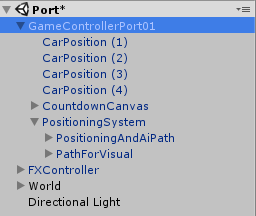 Port*
GameControllerPort01
CarPosition (1)
CarPosition (2)
CarPosition (3)
CarPosition (4)
CountdownCanvas
PositioningSystem
PositioningAndAiPath
PathForVisual
FXController
World
Directional Light